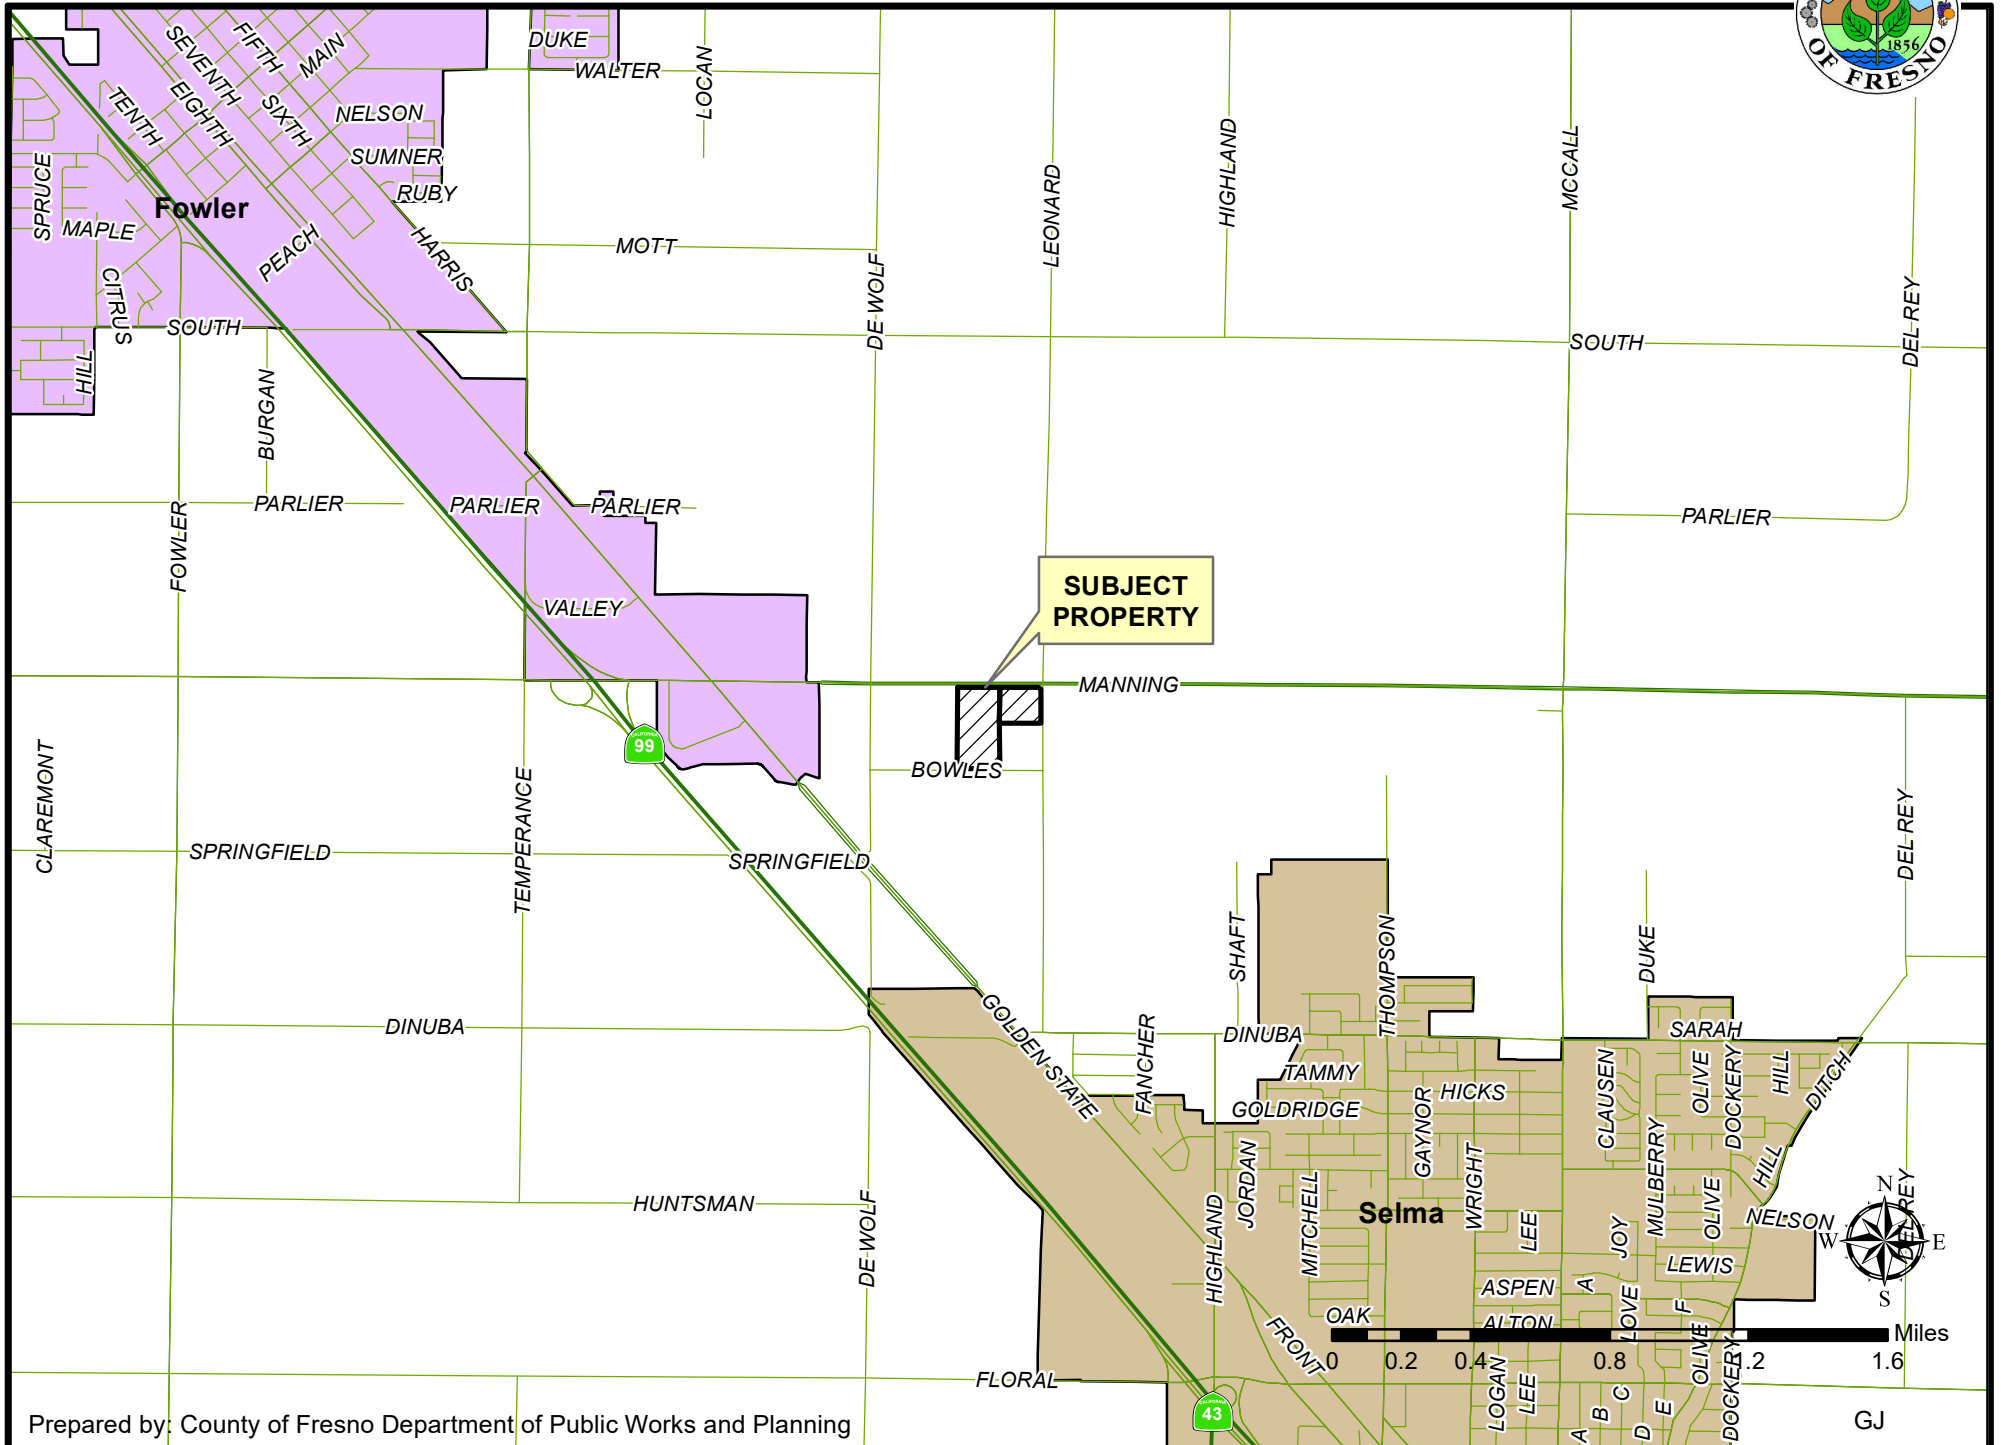 1856
OF FRESNO
DUKE
WALTER
LOCAN
SEVENTH
FIFTH
MAIN
TENTH
EIGHTH
SIXTH
NELSON
SUMNER
RUBY
SPRUCE
Fowler
MAPLE
PEACH
HARRIS
CITRUS
MOTT
DE WOLF
LEONARD
HIGHLAND
MCCALL
DEL REY
SOUTH
SOUTH
HILL
BURGAN
FOWLER
PARLIER
PARLIER
PARLIER
PARLIER
SUBJECT
PROPERTY
VALLEY
MANNING
CALIFORNIA
99
BOWLES
CLAREMONT
TEMPERANCE
SPRINGFIELD
SPRINGFIELD
DEL REY
SHAFT
THOMPSON
DUKE
DINUBA
GOLDEN STATE
FANCHER
DINUBA
SARAH
TAMMY
HICKS
GOLDRIDGE
GAYNOR
CLAUSEN
OLIVE
DOCKERY
HILL
DITCH
HUNTSMAN
DE WOLF
JORDAN
HIGHLAND
MITCHELL
Selma
WRIGHT
LEE
JOY
MULBERRY
OLIVE
HILL
NELSON
DEL REY
N
W
E
S
LEWIS
ASPEN
A
LOVE
F
OAK
ALTON
OLIVE
FRONT
Miles
0
0.2
0.4
0.8
1.2
1.6
FLORAL
LOGAN
LEE
A
B
C
D
E
DOCKERY
CALIFORNIA
43
Prepared by: County of Fresno Department of Public Works and Planning
GJ